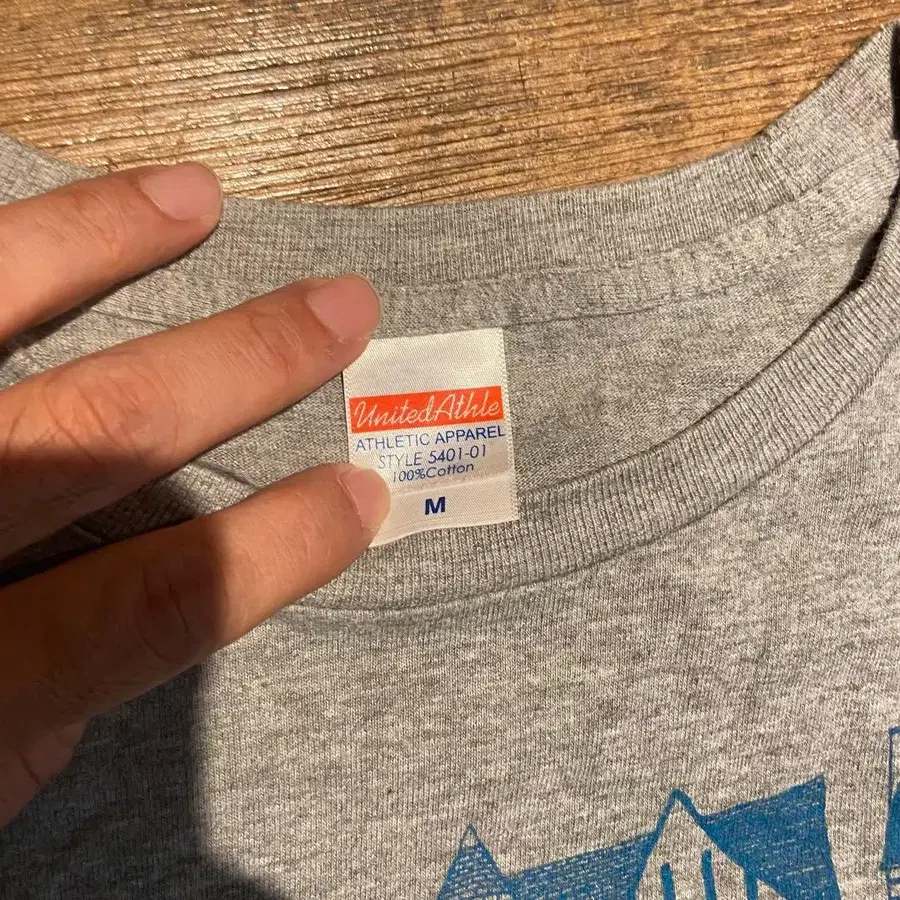 UnitedAthle
ATHLETIC APPAREL
STYLE 5401-01
100%Cotton
M